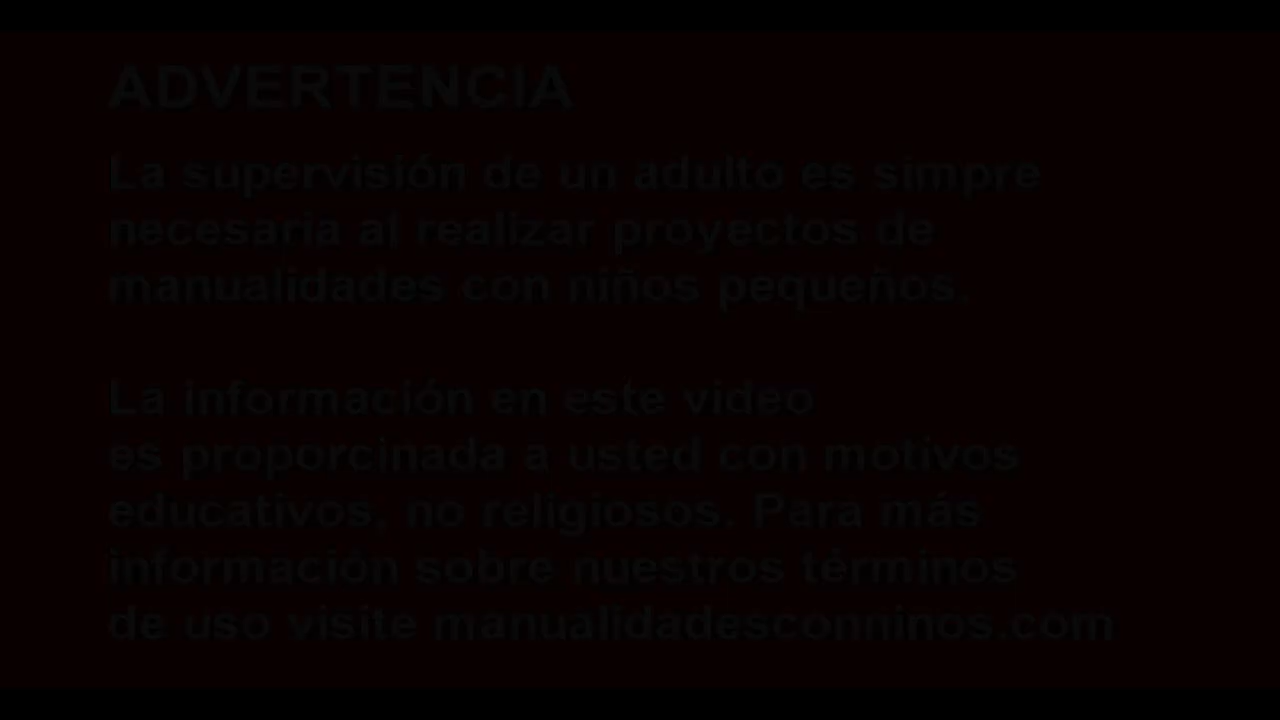 ADVERTENCIA
La supervisión de un adulto es simpre
necesaria al realizar proyectos de
manualidades con niños pequeños.
La información en este video
es proporcinada a usted con motivos
educativos, no religiosos. Para más
información sobre nuestros términos
de uso visite manualidadesconninos.com